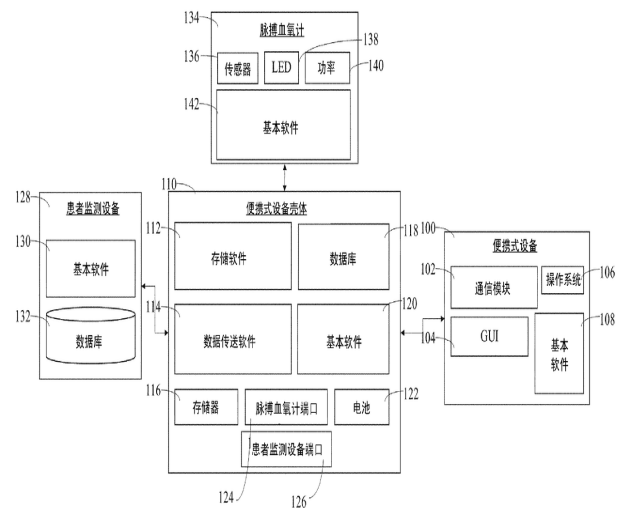 134
脉搏血氧计
138
136
传感器
LED
功率
140
142
基本软件
110
128
患者监测设备
130
基本软件
132
数据库
便携式设备壳体
112
存储软件
数据库
118
114
数据传送软件
120
基本软件
116
存储器
脉搏血氧计端口
电池
122
患者监测设备端口
124
126
100
便携式设备
102
通信模块
操作系统
106
GUI
104
基本
软件
108